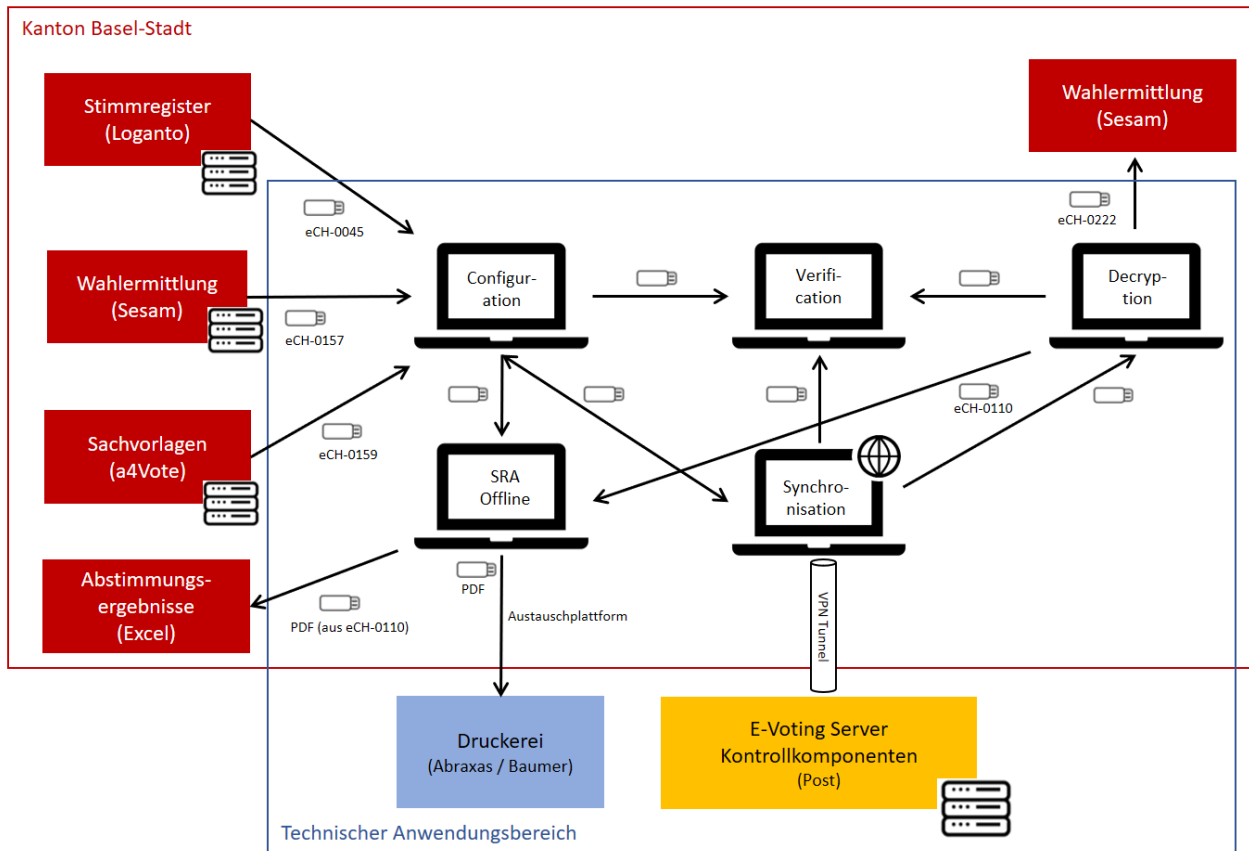 Kanton Basel-Stadt
Stimmregister
(Loganto)
Wahlermittlung
(Sesam)
eCH-0045
eCH-0222
Wahlermittlung
(Sesam)
eCH-0157
Configur-
ation
Verifi-
cation
Decryp-
tion
Sachvorlagen
(a4Vote)
eCH-0159
eCH-0110
SRA
Offline
Synchro-
nisation
Abstimmungs-
ergebnisse
(Excel)
PDF (aus eCH-0110)
PDF
Austauschplattform
VPN Tunnel
Druckerei
(Abraxas / Baumer)
E-Voting Server
Kontrollkomponenten
(Post)
Technischer Anwendungsbereich